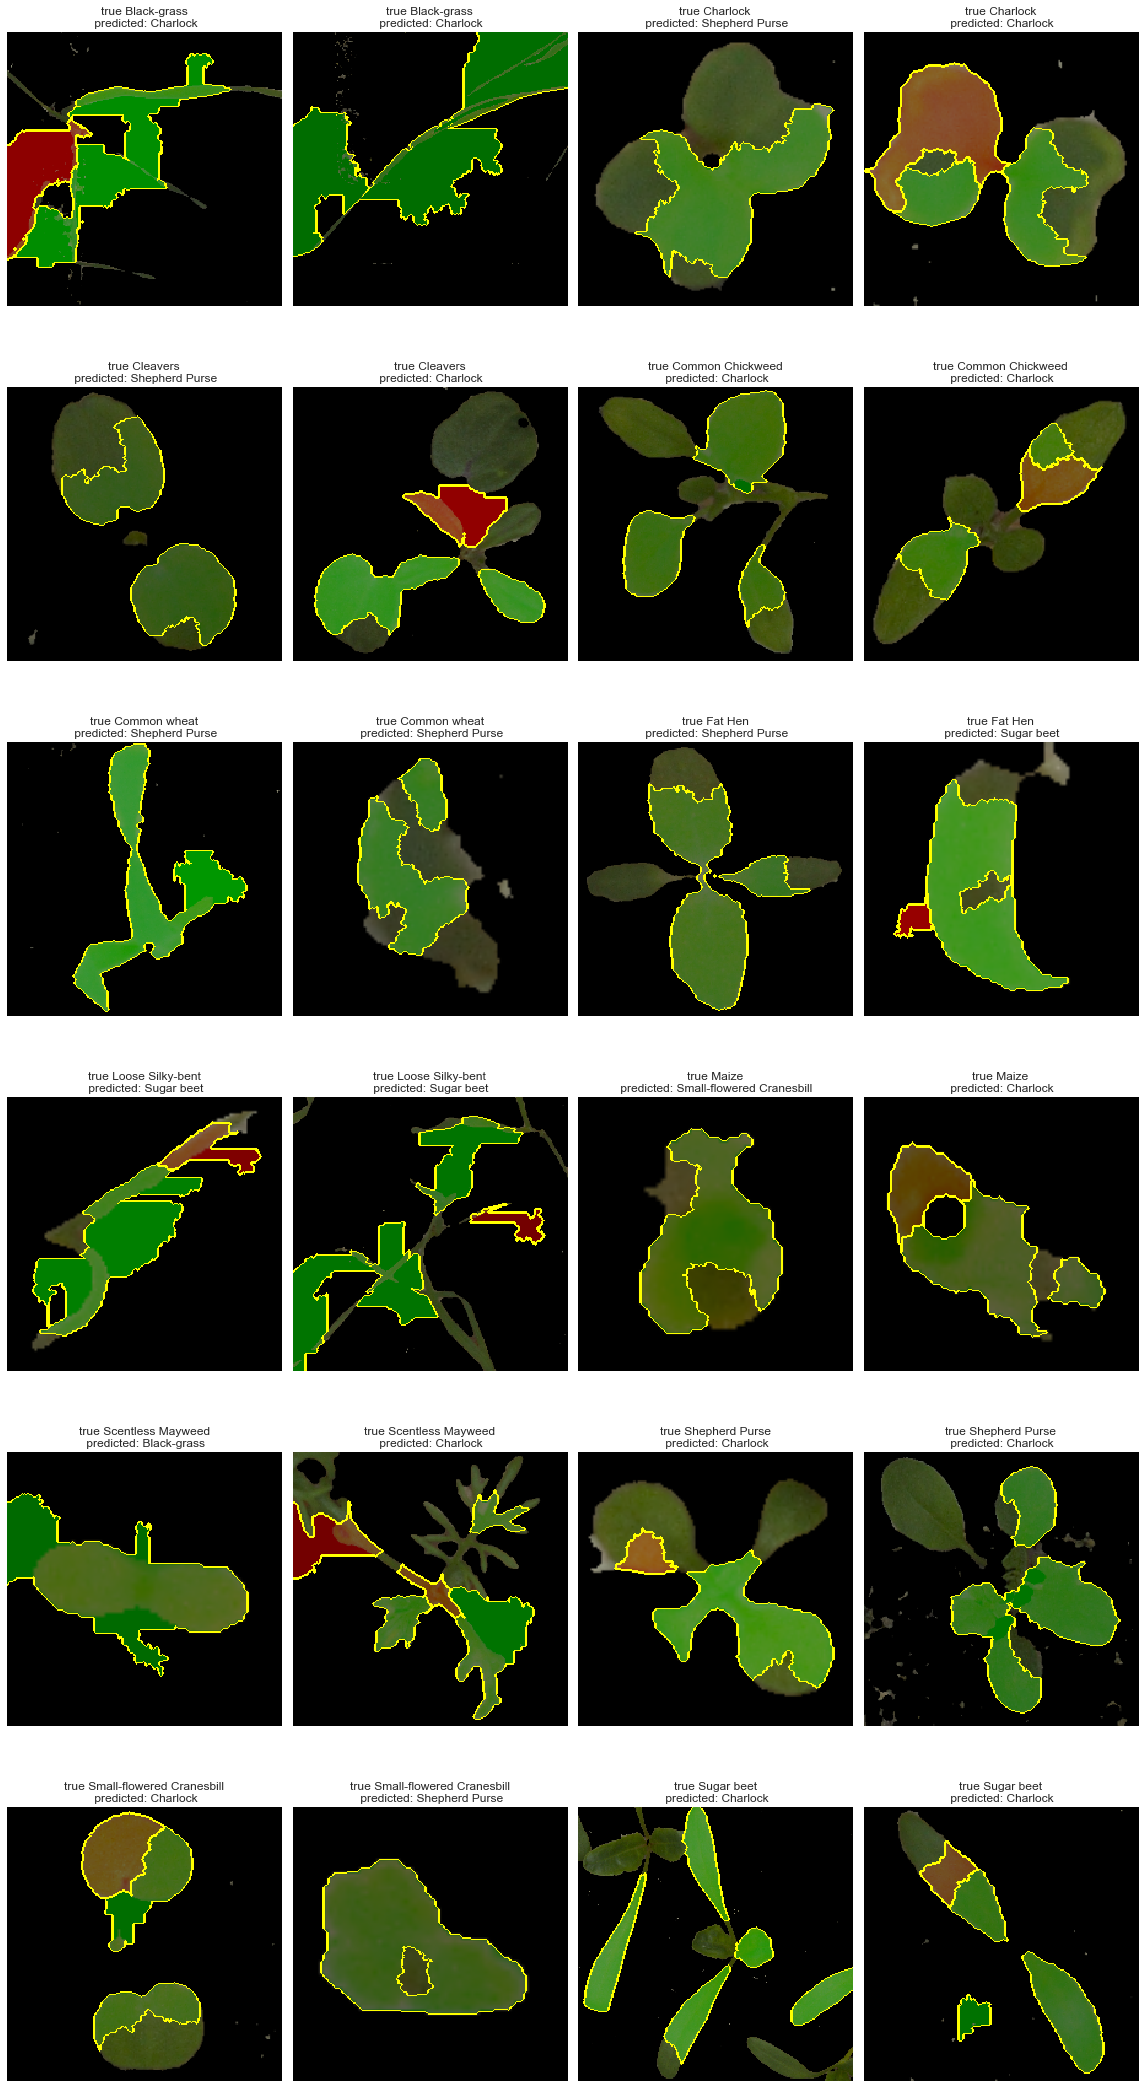 true Black-grass
predicted: Charlock
true Black-grass
predicted: Charlock
true Charlock
predicted: Shepherd Purse
true Charlock
predicted: Charlock
true Cleavers
predicted: Shepherd Purse
true Cleavers
predicted: Charlock
true Common Chickweed
predicted: Charlock
true Common Chickweed
predicted: Charlock
true Common wheat
predicted: Shepherd Purse
true Common wheat
predicted: Shepherd Purse
true Fat Hen
predicted: Shepherd Purse
true Fat Hen
predicted: Sugar beet
true Loose Silky-bent
predicted: Sugar beet
true Loose Silky-bent
predicted: Sugar beet
true Maize
predicted: Small-flowered Cranesbill
true Maize
predicted: Charlock
true Scentless Mayweed
predicted: Black-grass
true Scentless Mayweed
predicted: Charlock
true Shepherd Purse
predicted: Charlock
true Shepherd Purse
predicted: Charlock
true Small-flowered Cranesbill
predicted: Charlock
true Small-flowered Cranesbill
predicted: Shepherd Purse
true Sugar beet
predicted: Charlock
true Sugar beet
predicted: Charlock